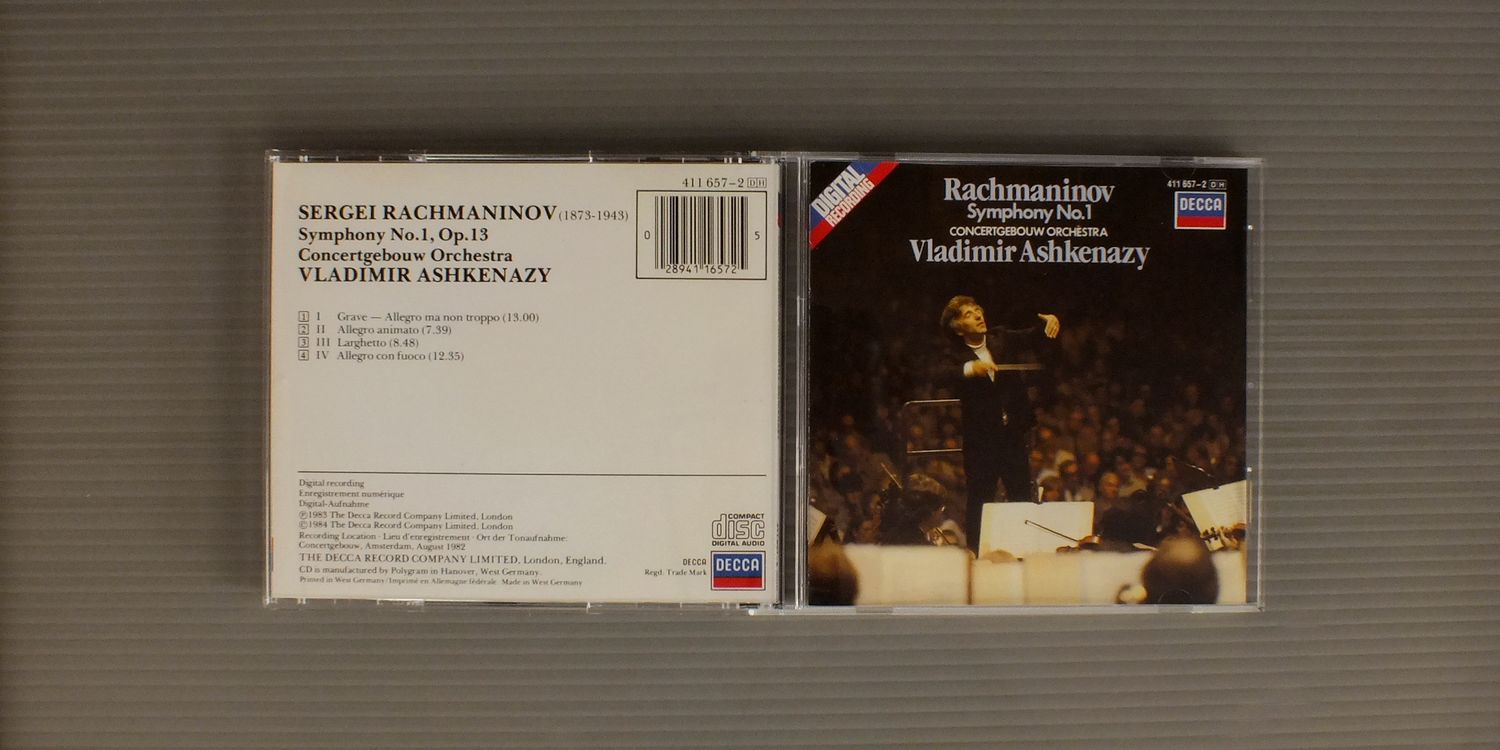 411 657-2 DH
SERGEI RACHMANINOV (1873-1943)
Symphony No.1, Op.13
Concertgebouw Orchestra
VLADIMIR ASHKENAZY
0 28941 16572 5
1 I Grave — Allegro ma non troppo (13.00)
2 II Allegro animato (7.39)
3 III Larghetto (8.48)
4 IV Allegro con fuoco (12.35)
Digital recording
Enregistrement numérique
Digital-Aufnahme
℗1983 The Decca Record Company Limited, London
©1984 The Decca Record Company Limited, London
Recording Location · Lieu d'enregistrement · Ort der Tonaufnahme:
Concertgebouw, Amsterdam, August 1982
THE DECCA RECORD COMPANY LIMITED, London, England.
CD is manufactured by Polygram in Hanover, West Germany.
Printed in West Germany/Imprimé en Allemagne fédérale. Made in West Germany
COMPACT
disc
DIGITAL AUDIO
DECCA
Regd. Trade Mark
DECCA
DIGITAL
RECORDING
Rachmaninov
Symphony No.1
CONCERTGEBOUW ORCHESTRA
Vladimir Ashkenazy
411 657-2 DH
DECCA